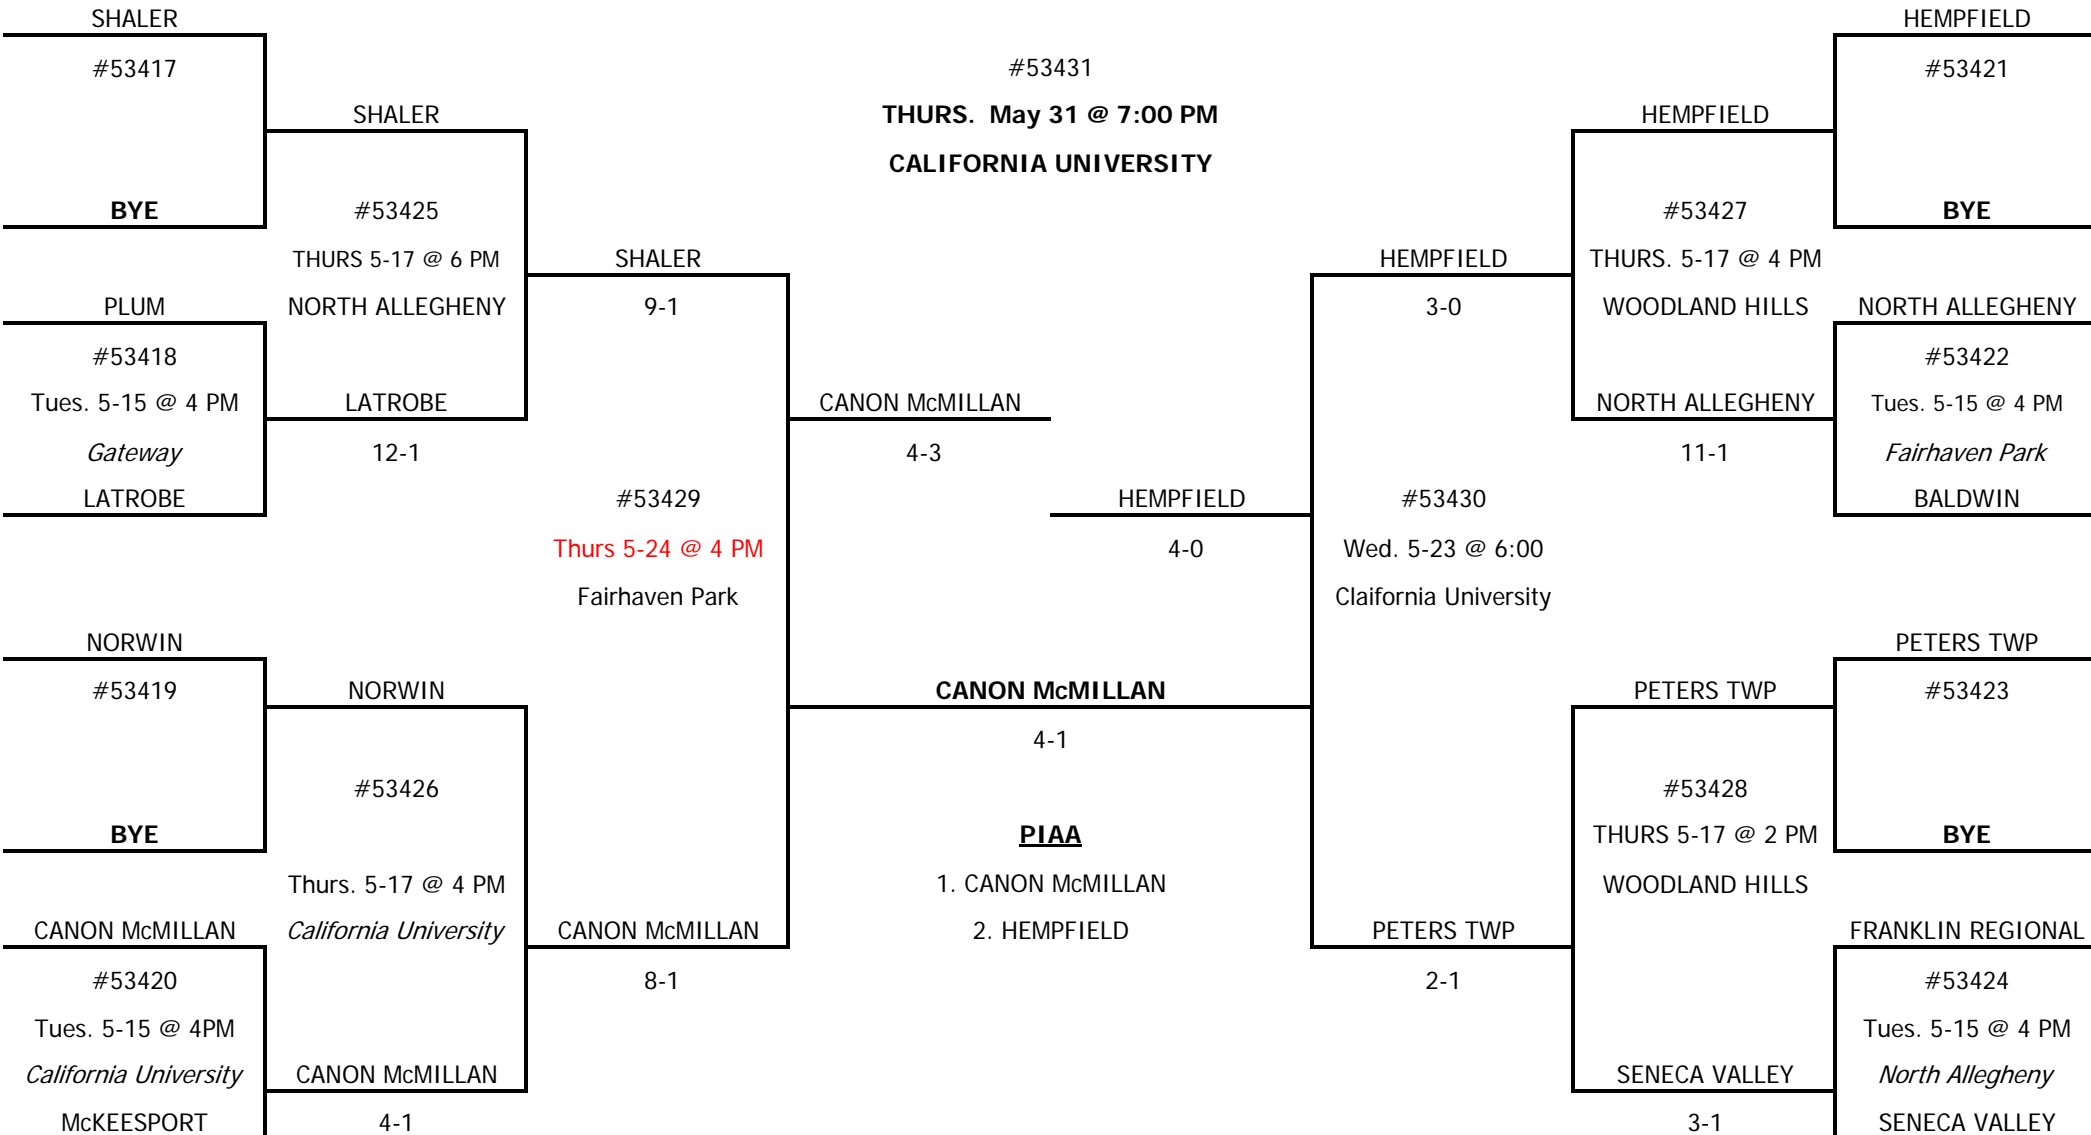 SHALER
HEMPFIELD
#53417
#53431
#53421
SHALER
THURS.  May 31 @ 7:00 PM
HEMPFIELD
CALIFORNIA UNIVERSITY
BYE
#53425
#53427
BYE
THURS 5-17 @ 6 PM
SHALER
HEMPFIELD
THURS. 5-17 @ 4 PM
PLUM
NORTH ALLEGHENY
9-1
3-0
WOODLAND HILLS
NORTH ALLEGHENY
#53418
#53422
Tues. 5-15 @ 4 PM
LATROBE
CANON McMILLAN
NORTH ALLEGHENY
Tues. 5-15 @ 4 PM
Gateway
12-1
4-3
11-1
Fairhaven Park
LATROBE
#53429
HEMPFIELD
#53430
BALDWIN
Thurs 5-24 @ 4 PM
4-0
Wed. 5-23 @ 6:00
Fairhaven Park
Claifornia University
NORWIN
PETERS TWP
#53419
NORWIN
CANON McMILLAN
PETERS TWP
#53423
4-1
#53426
#53428
BYE
PIAA
THURS 5-17 @ 2 PM
BYE
Thurs. 5-17 @ 4 PM
1. CANON McMILLAN
WOODLAND HILLS
CANON McMILLAN
California University
CANON McMILLAN
2. HEMPFIELD
PETERS TWP
FRANKLIN REGIONAL
#53420
8-1
2-1
#53424
Tues. 5-15 @ 4PM
Tues. 5-15 @ 4 PM
California University
CANON McMILLAN
SENECA VALLEY
North Allegheny
McKEESPORT
4-1
3-1
SENECA VALLEY